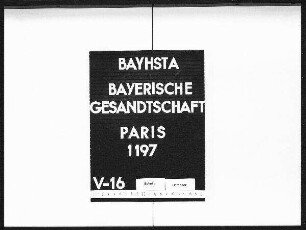 BAYHSTA
BAYERISCHE
GESANDTSCHAFT
PARIS
1197
V-16